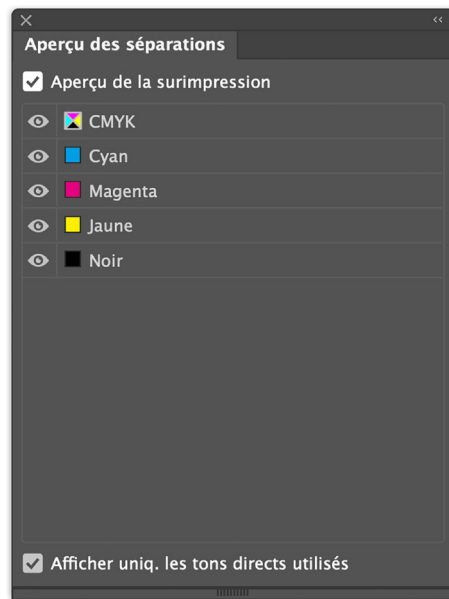 Aperçu des séparations
Aperçu de la surimpression
CMYK
Cyan
Magenta
Jaune
Noir
Afficher uniq. les tons directs utilisés